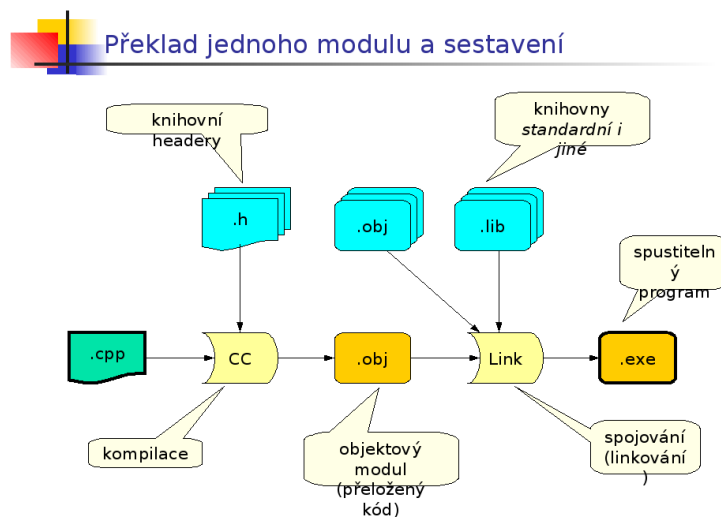 Překlad jednoho modulu a sestavení
knihovní
headery
knihovny
standardní i
jiné
.h
.obj
.lib
spustiteln
ý
program
.cpp
CC
.obj
Link
.exe
kompilace
objektový
modul
(přeložený
kód)
spojování
(linkování
)